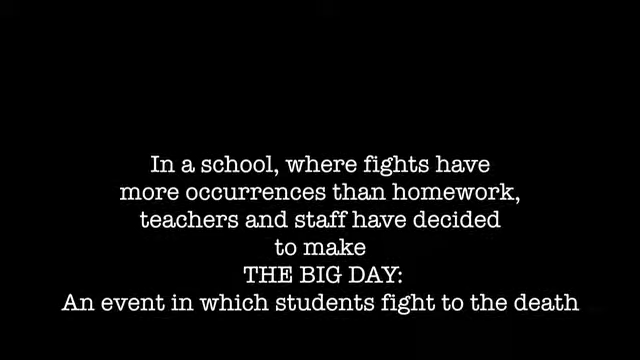 In a school, where fights have
more occurrences than homework,
teachers and staff have decided
to make
THE BIG DAY:
An event in which students fight to the death